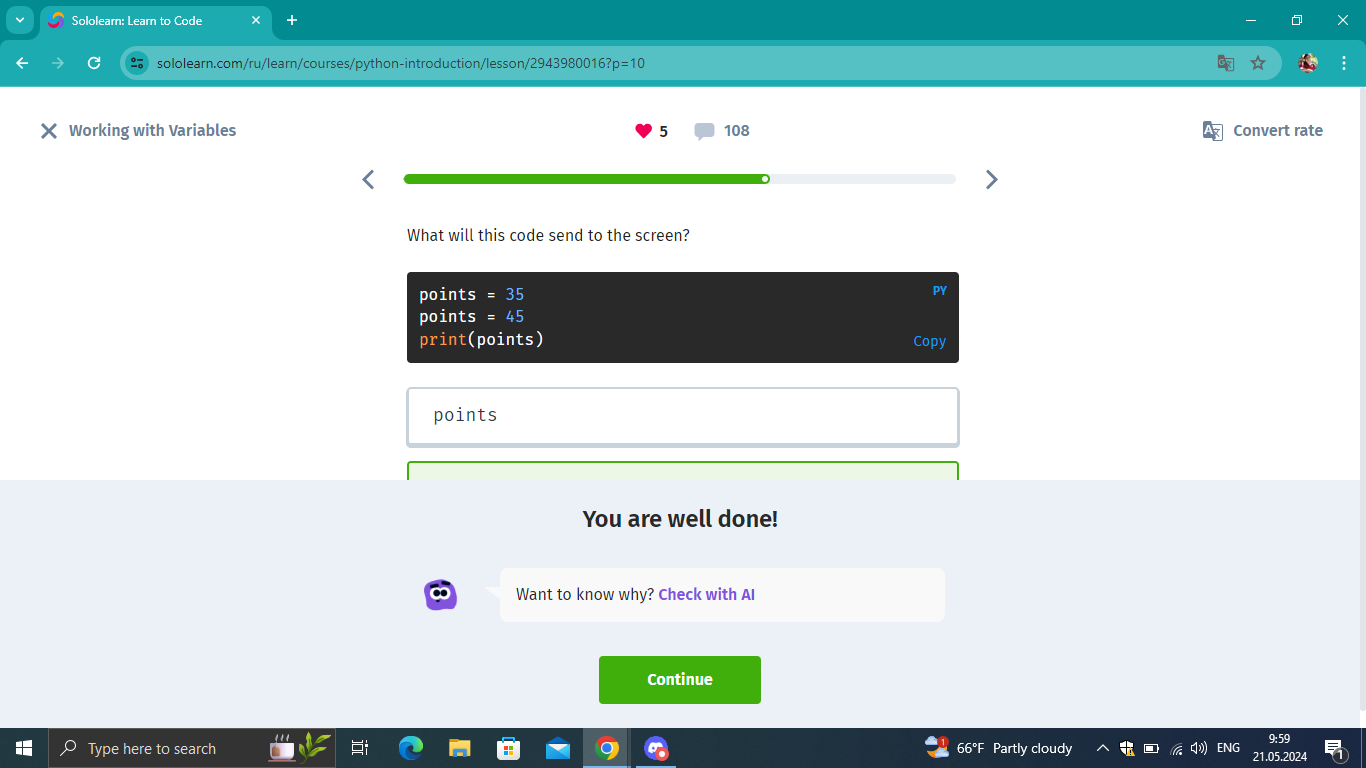 Sololearn: Learn to Code
sololearn.com/ru/learn/courses/python-introduction/lesson/2943980016?p=10
Working with Variables
5
108
Convert rate
What will this code send to the screen?
points = 35
PY
points = 45
print(points)
Copy
points
You are well done!
Want to know why? Check with AI
Continue
Type here to search
1
66°F Partly cloudy
ENG
9:59
21.05.2024
1